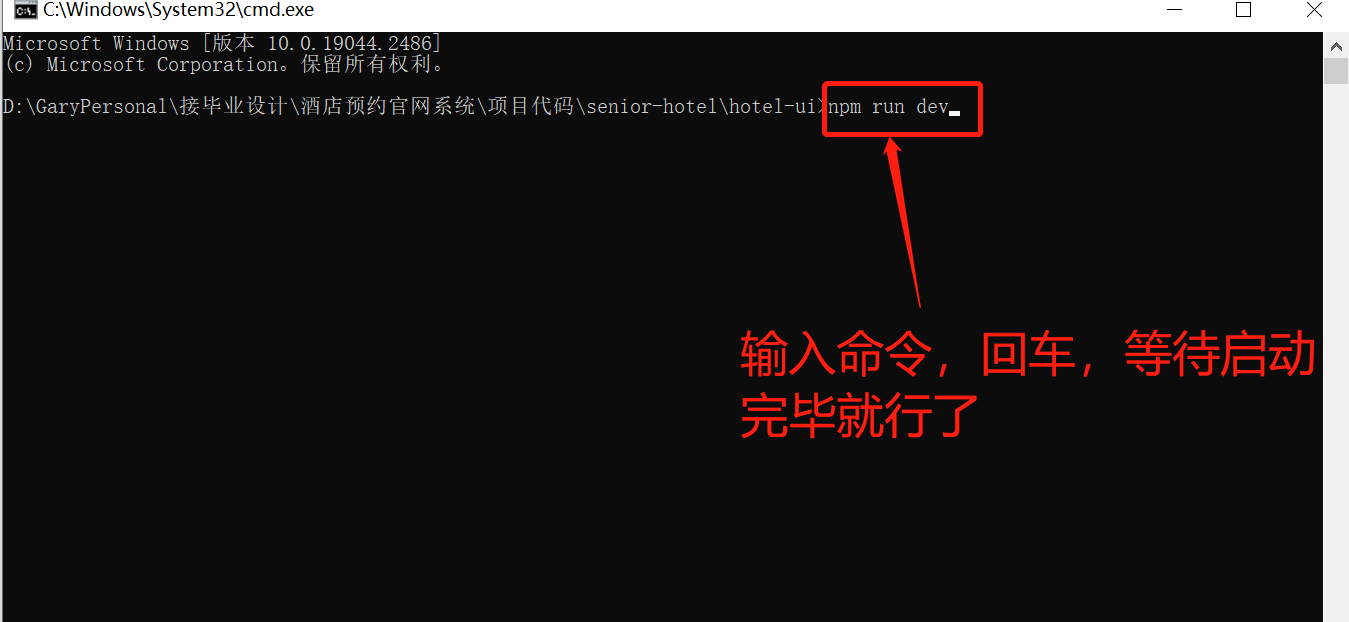 C:\Windows\System32\cmd.exe
Microsoft Windows [版本 10.0.19044.2486]
(c) Microsoft Corporation。保留所有权利。
D:\GaryPersonal\接毕业设计\酒店预约官网系统\项目代码\senior-hotel\hotel-ui>npm run dev
输入命令，回车，等待启动
完毕就行了